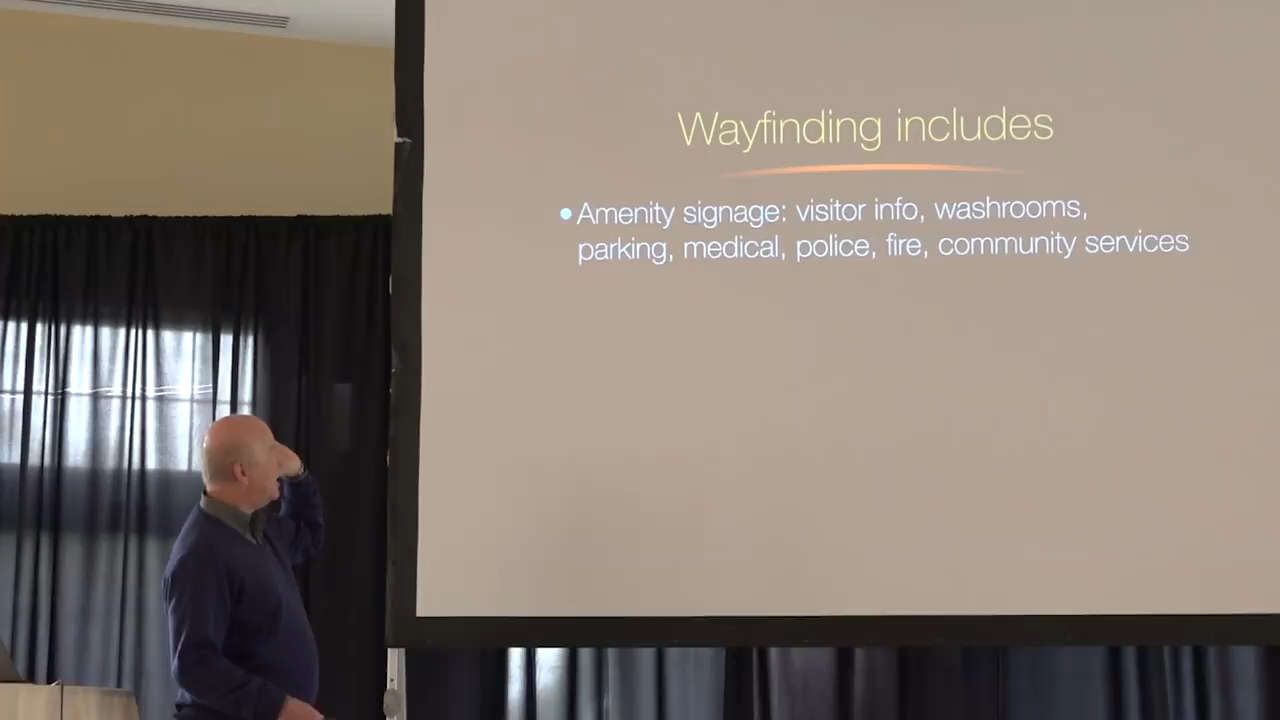 Wayfinding includes
• Amenity signage: visitor info, washrooms,
parking, medical, police, fire, community services